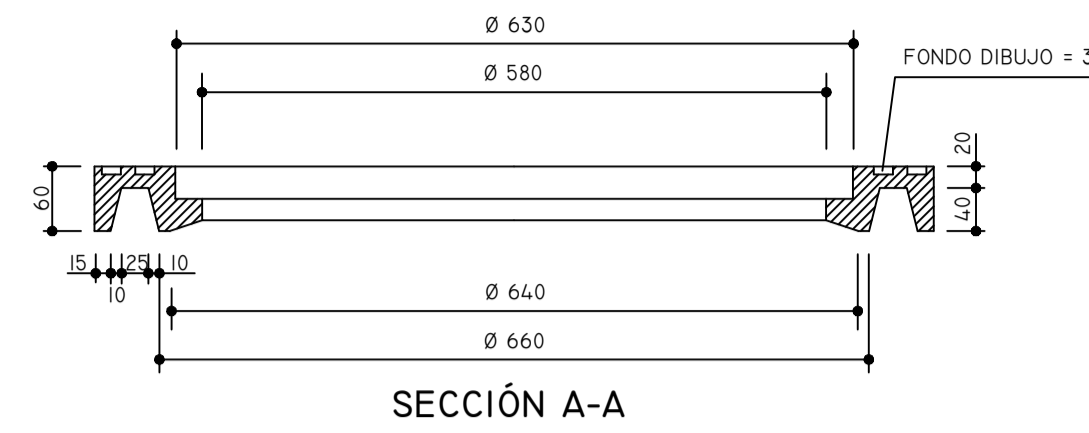 Ø 630
FONDO DIBUJO = 3
Ø 580
20
60
40
15
25
10
10
Ø 640
Ø 660
SECCIÓN A-A